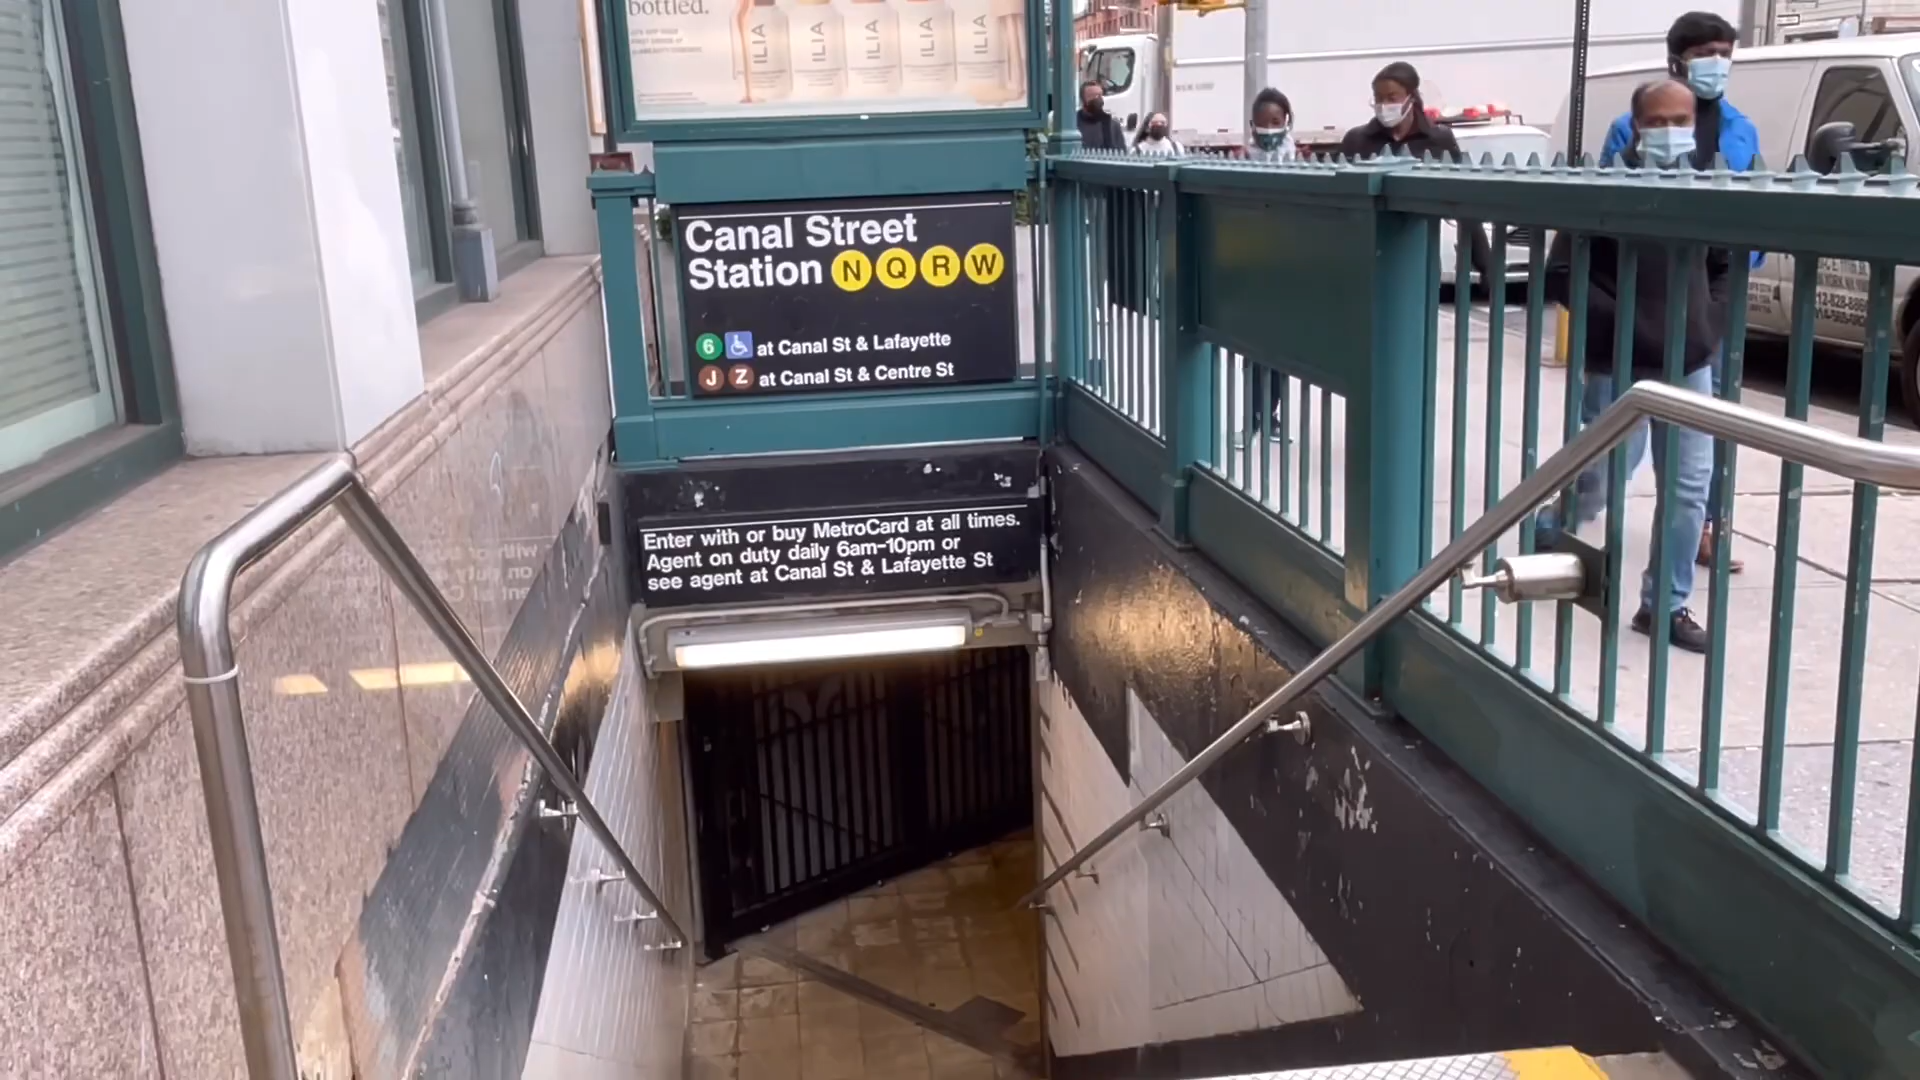 bottled.
ILIA
ILIA
ILIA
ILIA
ILIA
Canal Street
Station N Q R W
6 at Canal St & Lafayette
J Z at Canal St & Centre St
Enter with or buy MetroCard at all times.
Agent on duty daily 6am-10pm or
see agent at Canal St & Lafayette St